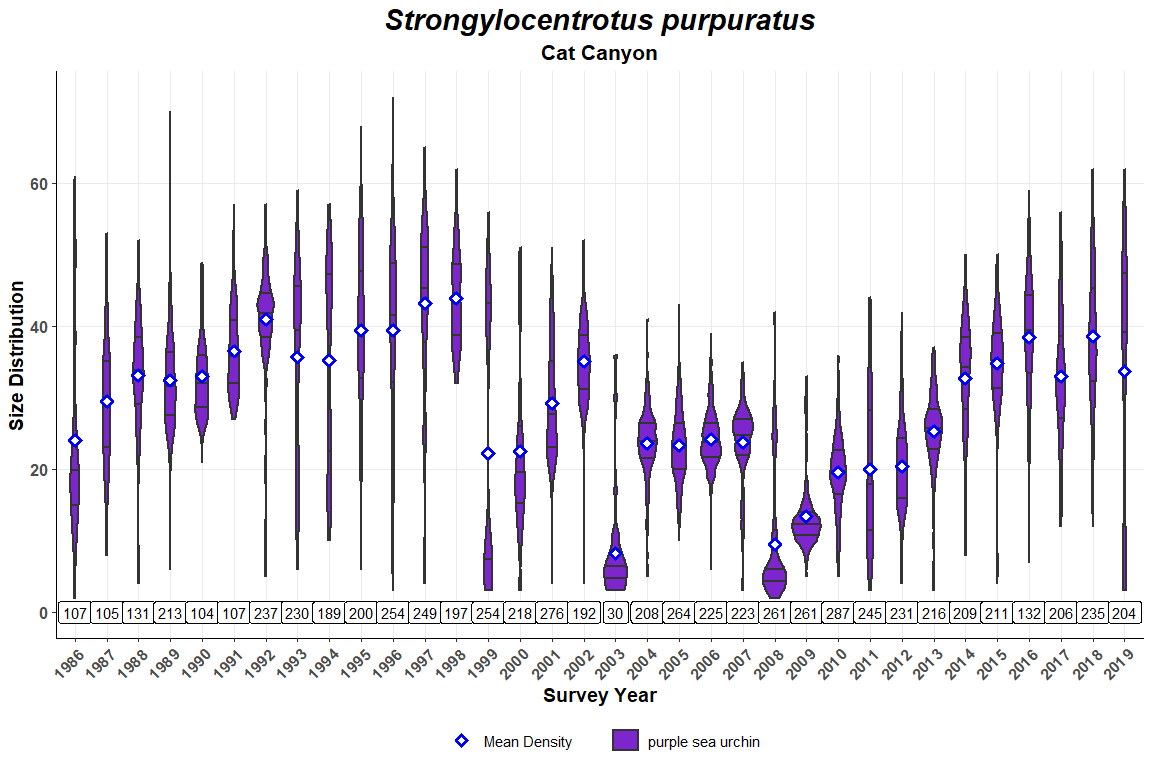 Strongylocentrotus purpuratus
Cat Canyon
Size Distribution
60
40
20
0
107 105 131 213 104 107 237 230 189 200 254 249 197 254 218 276 192 30 208 264 225 223 261 261 287 245 231 216 209 211 132 206 235 204
1986 1987 1988 1989 1990 1991 1992 1993 1994 1995 1996 1997 1998 1999 2000 2001 2002 2003 2004 2005 2006 2007 2008 2009 2010 2011 2012 2013 2014 2015 2016 2017 2018 2019
Survey Year
Mean Density purple sea urchin